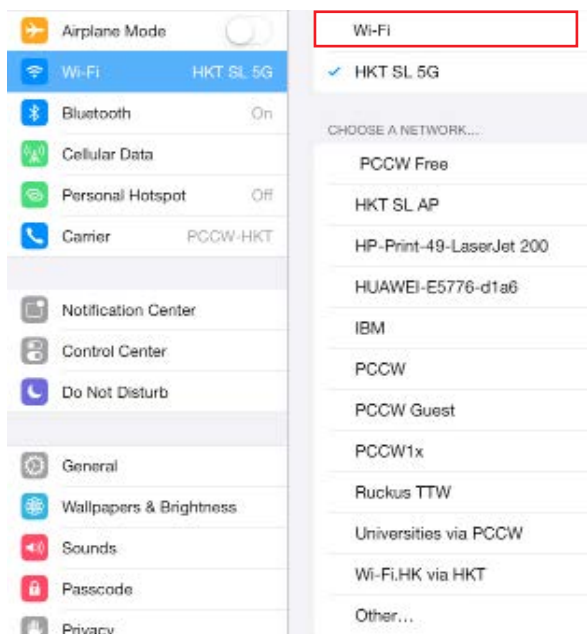 Airplane Mode
Wi-Fi HKT SL 5G
Bluetooth On
Cellular Data
Personal Hotspot Off
Carrier PCCW-HKT
Notification Center
Control Center
Do Not Disturb
General
Wallpapers & Brightness
Sounds
Passcode
Privacy
Wi-Fi
HKT SL 5G
CHOOSE A NETWORK...
PCCW Free
HKT SL AP
HP-Print-49-LaserJet 200
HUAWEI-E5776-d1a6
IBM
PCCW
PCCW Guest
PCCW1x
Ruckus TTW
Universities via PCCW
Wi-Fi.HK via HKT
Other...